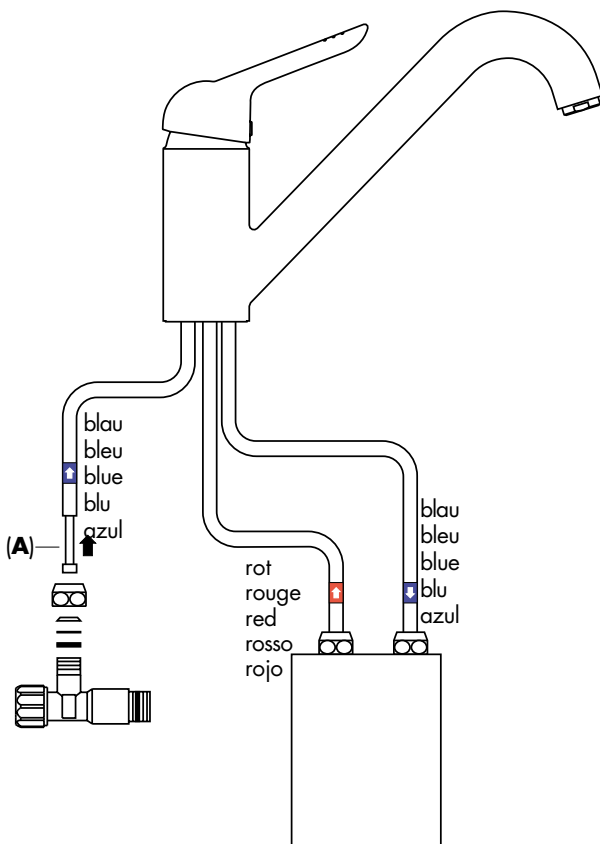 blau
bleu
blue
blu
azul
(A)
blau
bleu
blue
blu
azul
rot
rouge
red
rosso
rojo